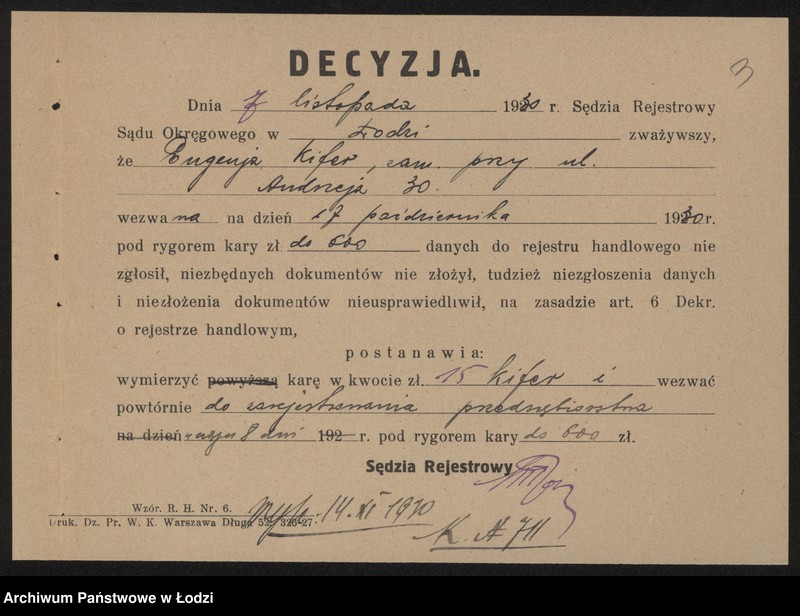 3
DECYZJA.
Dnia 7 listopada 1930 r. Sędzia Rejestrowy
Sądu Okręgowego w Łodzi zważywszy,
że Eugenja Kifer, zam. przy ul.
Andrzeja 30.
wezwana na dzień 17 października 1930 r.
pod rygorem kary zł do 600 danych do rejestru handlowego nie
zgłosił, niezbędnych dokumentów nie złożył, tudzież niezgłoszenia danych
i niezłożenia dokumentów nieusprawiedliwił, na zasadzie art. 6 Dekr.
o rejestrze handlowym,
postanawia:
wymierzyć powyższą karę w kwocie zł. 15 Kifer i wezwać
powtórnie do zarejestrowania przedsiębiorstwa
na dzień w ciągu 8 dni 192 r. pod rygorem kary do 600 zł.
Sędzia Rejestrowy
Wzór. R. H. Nr. 6.
Druk. Dz. Pr. W. K. Warszawa Długa 52. 326-27.
14. XI 1930
K. A 711
Archiwum Państwowe w Łodzi